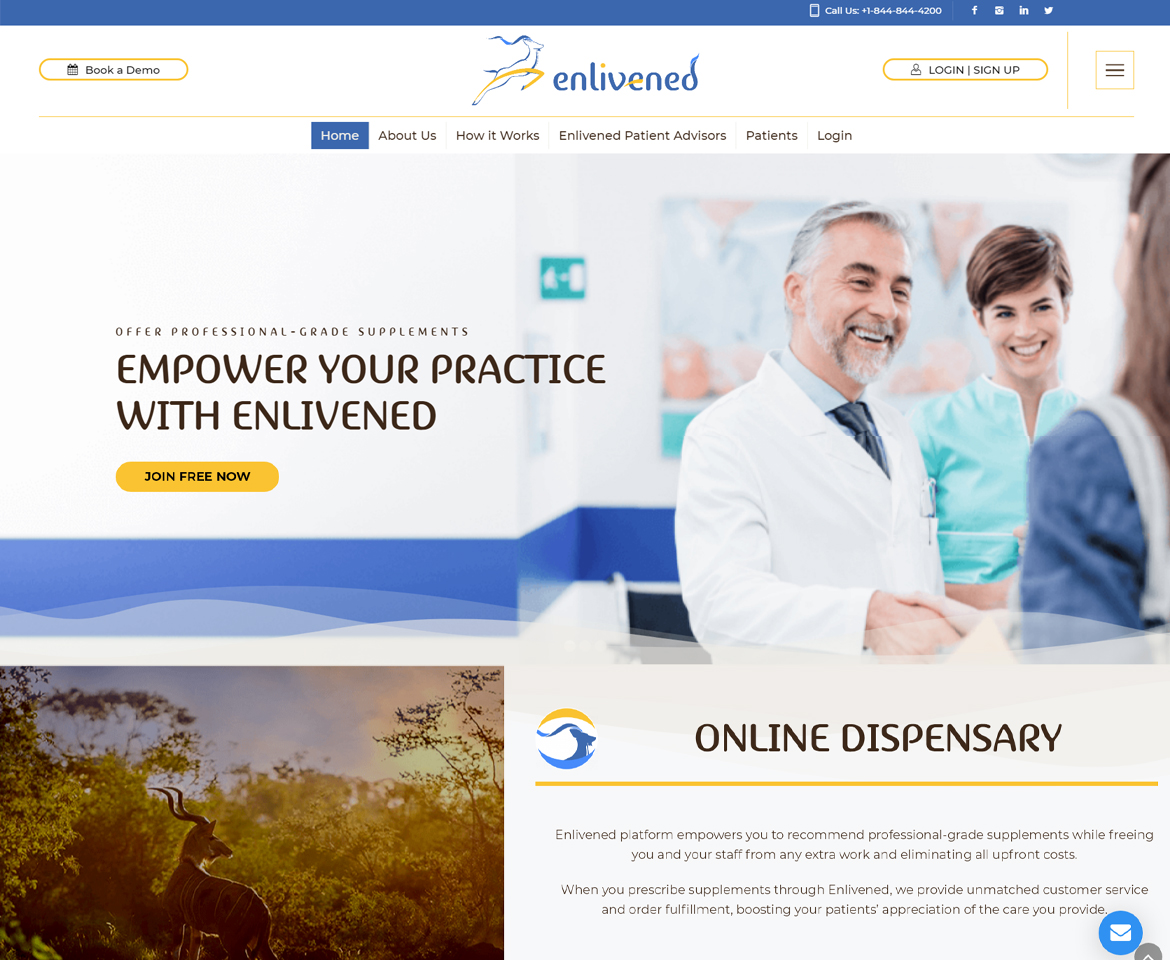 Call Us: +1-844-844-4200
Book a Demo
enlivened
LOGIN | SIGN UP
Home
About Us
How it Works
Enlivened Patient Advisors
Patients
Login
OFFER PROFESSIONAL-GRADE SUPPLEMENTS
EMPOWER YOUR PRACTICE
WITH ENLIVENED
JOIN FREE NOW
ONLINE DISPENSARY
Enlivened platform empowers you to recommend professional-grade supplements while freeing
you and your staff from any extra work and eliminating all upfront costs.
When you prescribe supplements through Enlivened, we provide unmatched customer service
and order fulfillment, boosting your patients’ appreciation of the care you provide.